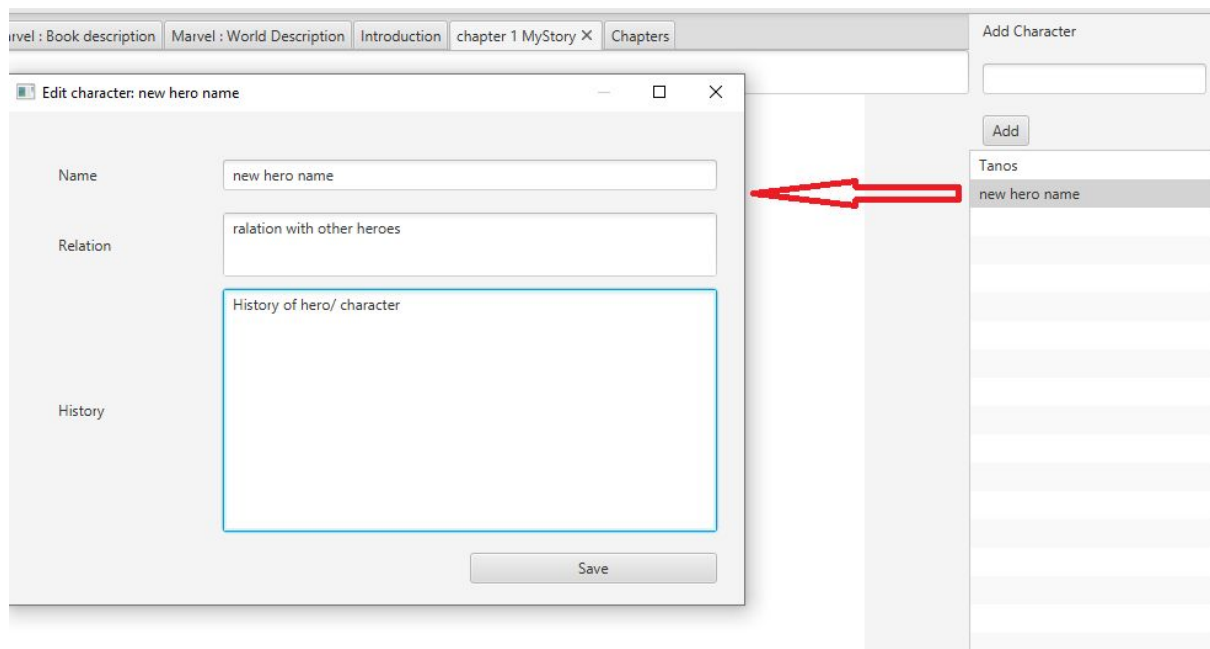 rvel : Book description Marvel : World Description Introduction chapter 1 MyStory X Chapters
Add Character
Edit character: new hero name
Add
Name new hero name
Tanos
new hero name
Relation ralation with other heroes
History of hero/ character
History
Save